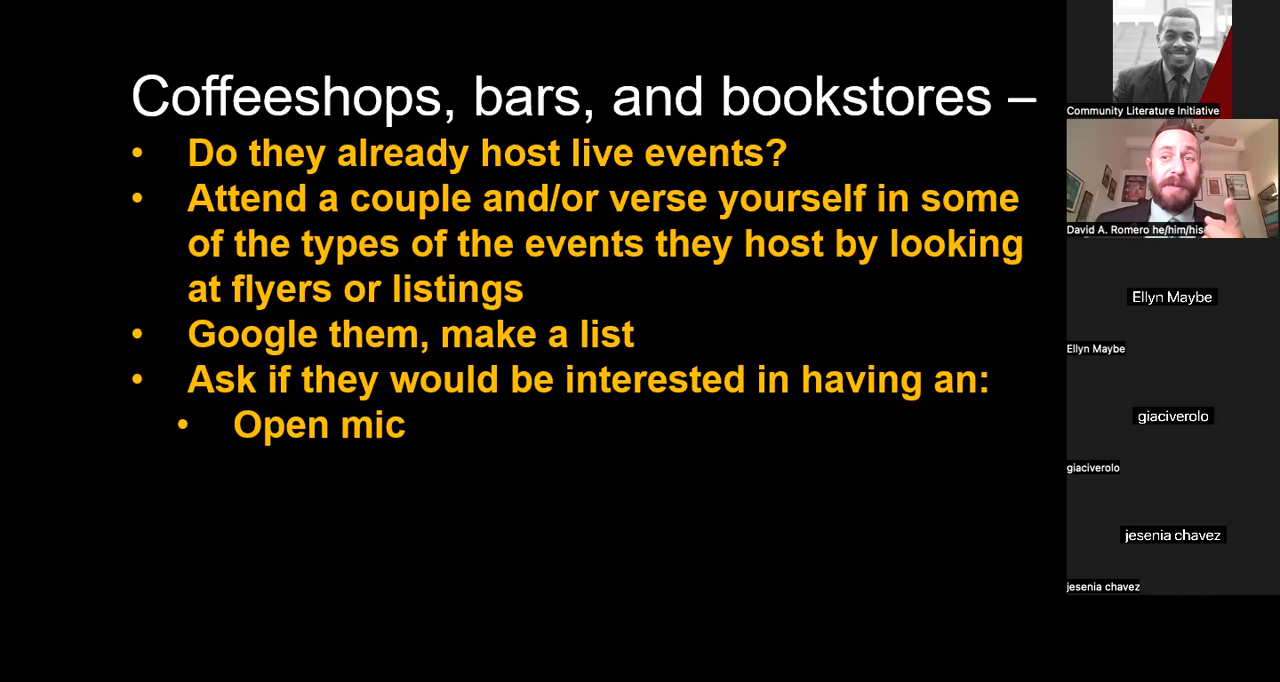 Coffeeshops, bars, and bookstores –
• Do they already host live events?
• Attend a couple and/or verse yourself in some
of the types of the events they host by looking
at flyers or listings
• Google them, make a list
• Ask if they would be interested in having an:
• Open mic
Community Literature Initiative
David A. Romero he/him/his
Ellyn Maybe
Ellyn Maybe
giaciverolo
giaciverolo
jesenia chavez
jesenia chavez